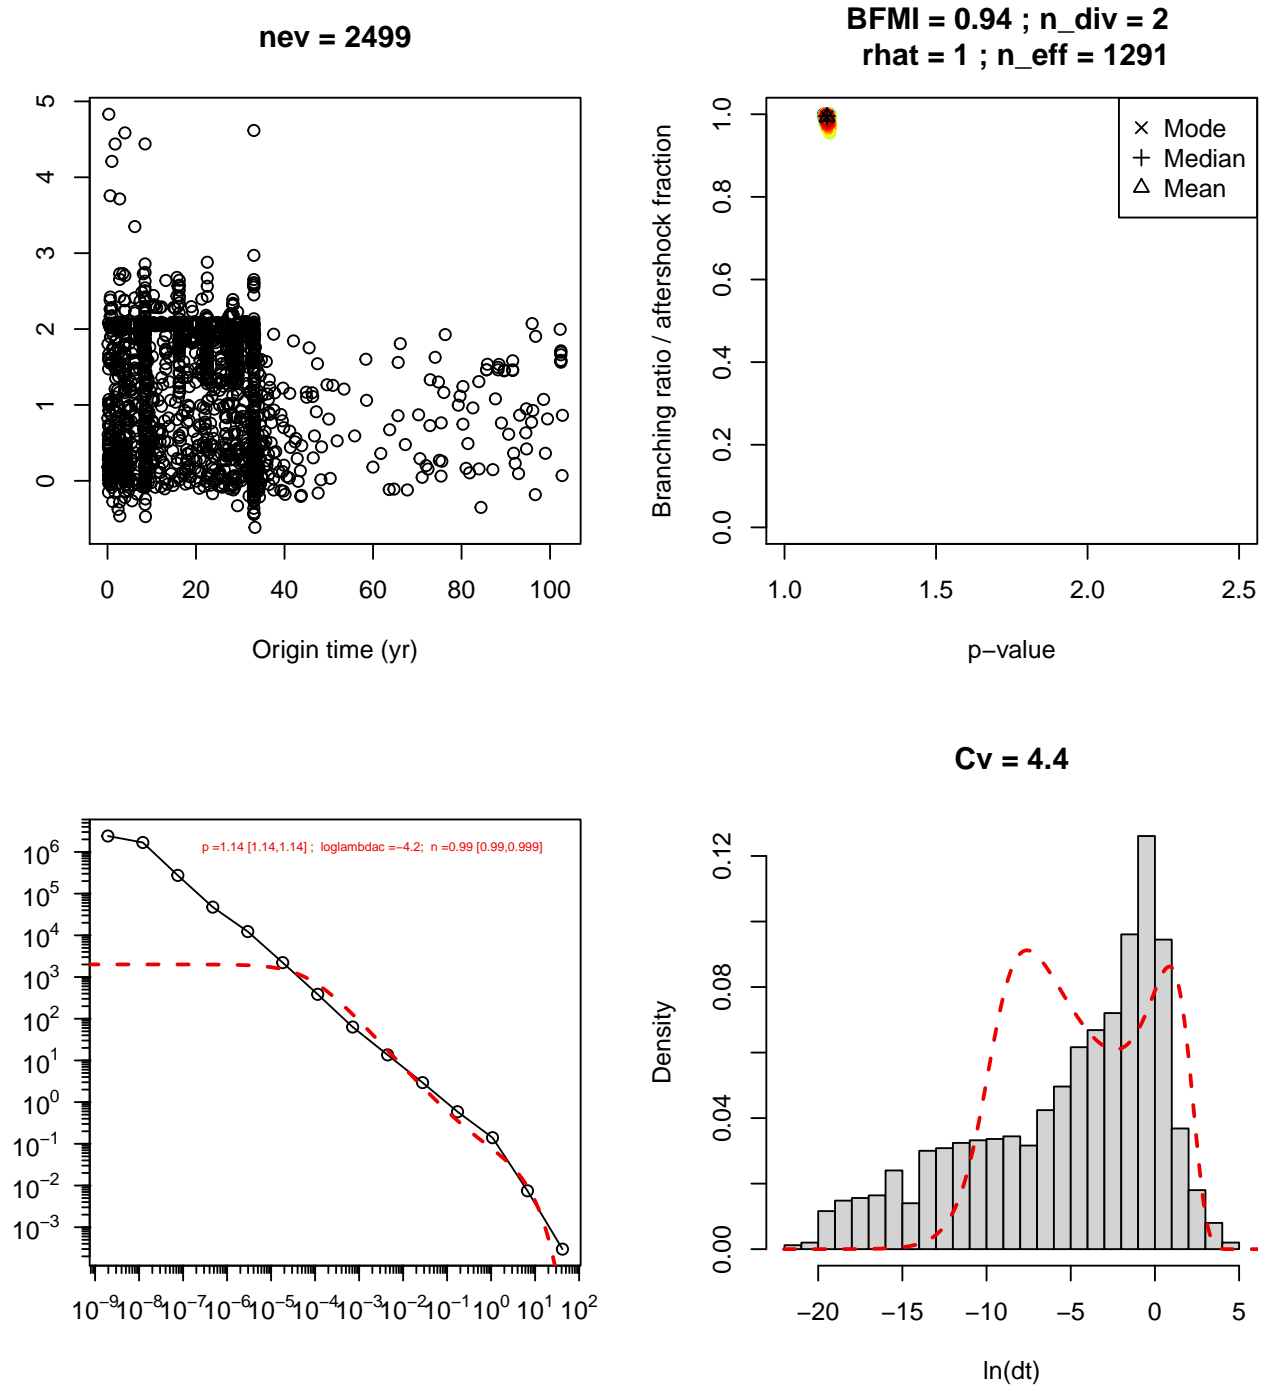 nev = 2499
5
4
3
2
1
0
0 20 40 60 80 100
Origin time (yr)
BFMI = 0.94 ; n_div = 2
rhat = 1 ; n_eff = 1291
Branching ratio / aftershock fraction
1.0
0.8
0.6
0.4
0.2
0.0
Mode
Median
Mean
1.0 1.5 2.0 2.5
p−value
p =1.14 [1.14,1.14] ; loglambdac =−4.2; n =0.99 [0.99,0.999]
10^6
10^5
10^4
10^3
10^2
10^1
10^0
10^−1
10^−2
10^−3
10^−9 10^−8 10^−7 10^−6 10^−5 10^−4 10^−3 10^−2 10^−1 10^0 10^1 10^2
Cv = 4.4
Density
0.12
0.08
0.04
0.00
−20 −15 −10 −5 0 5
ln(dt)